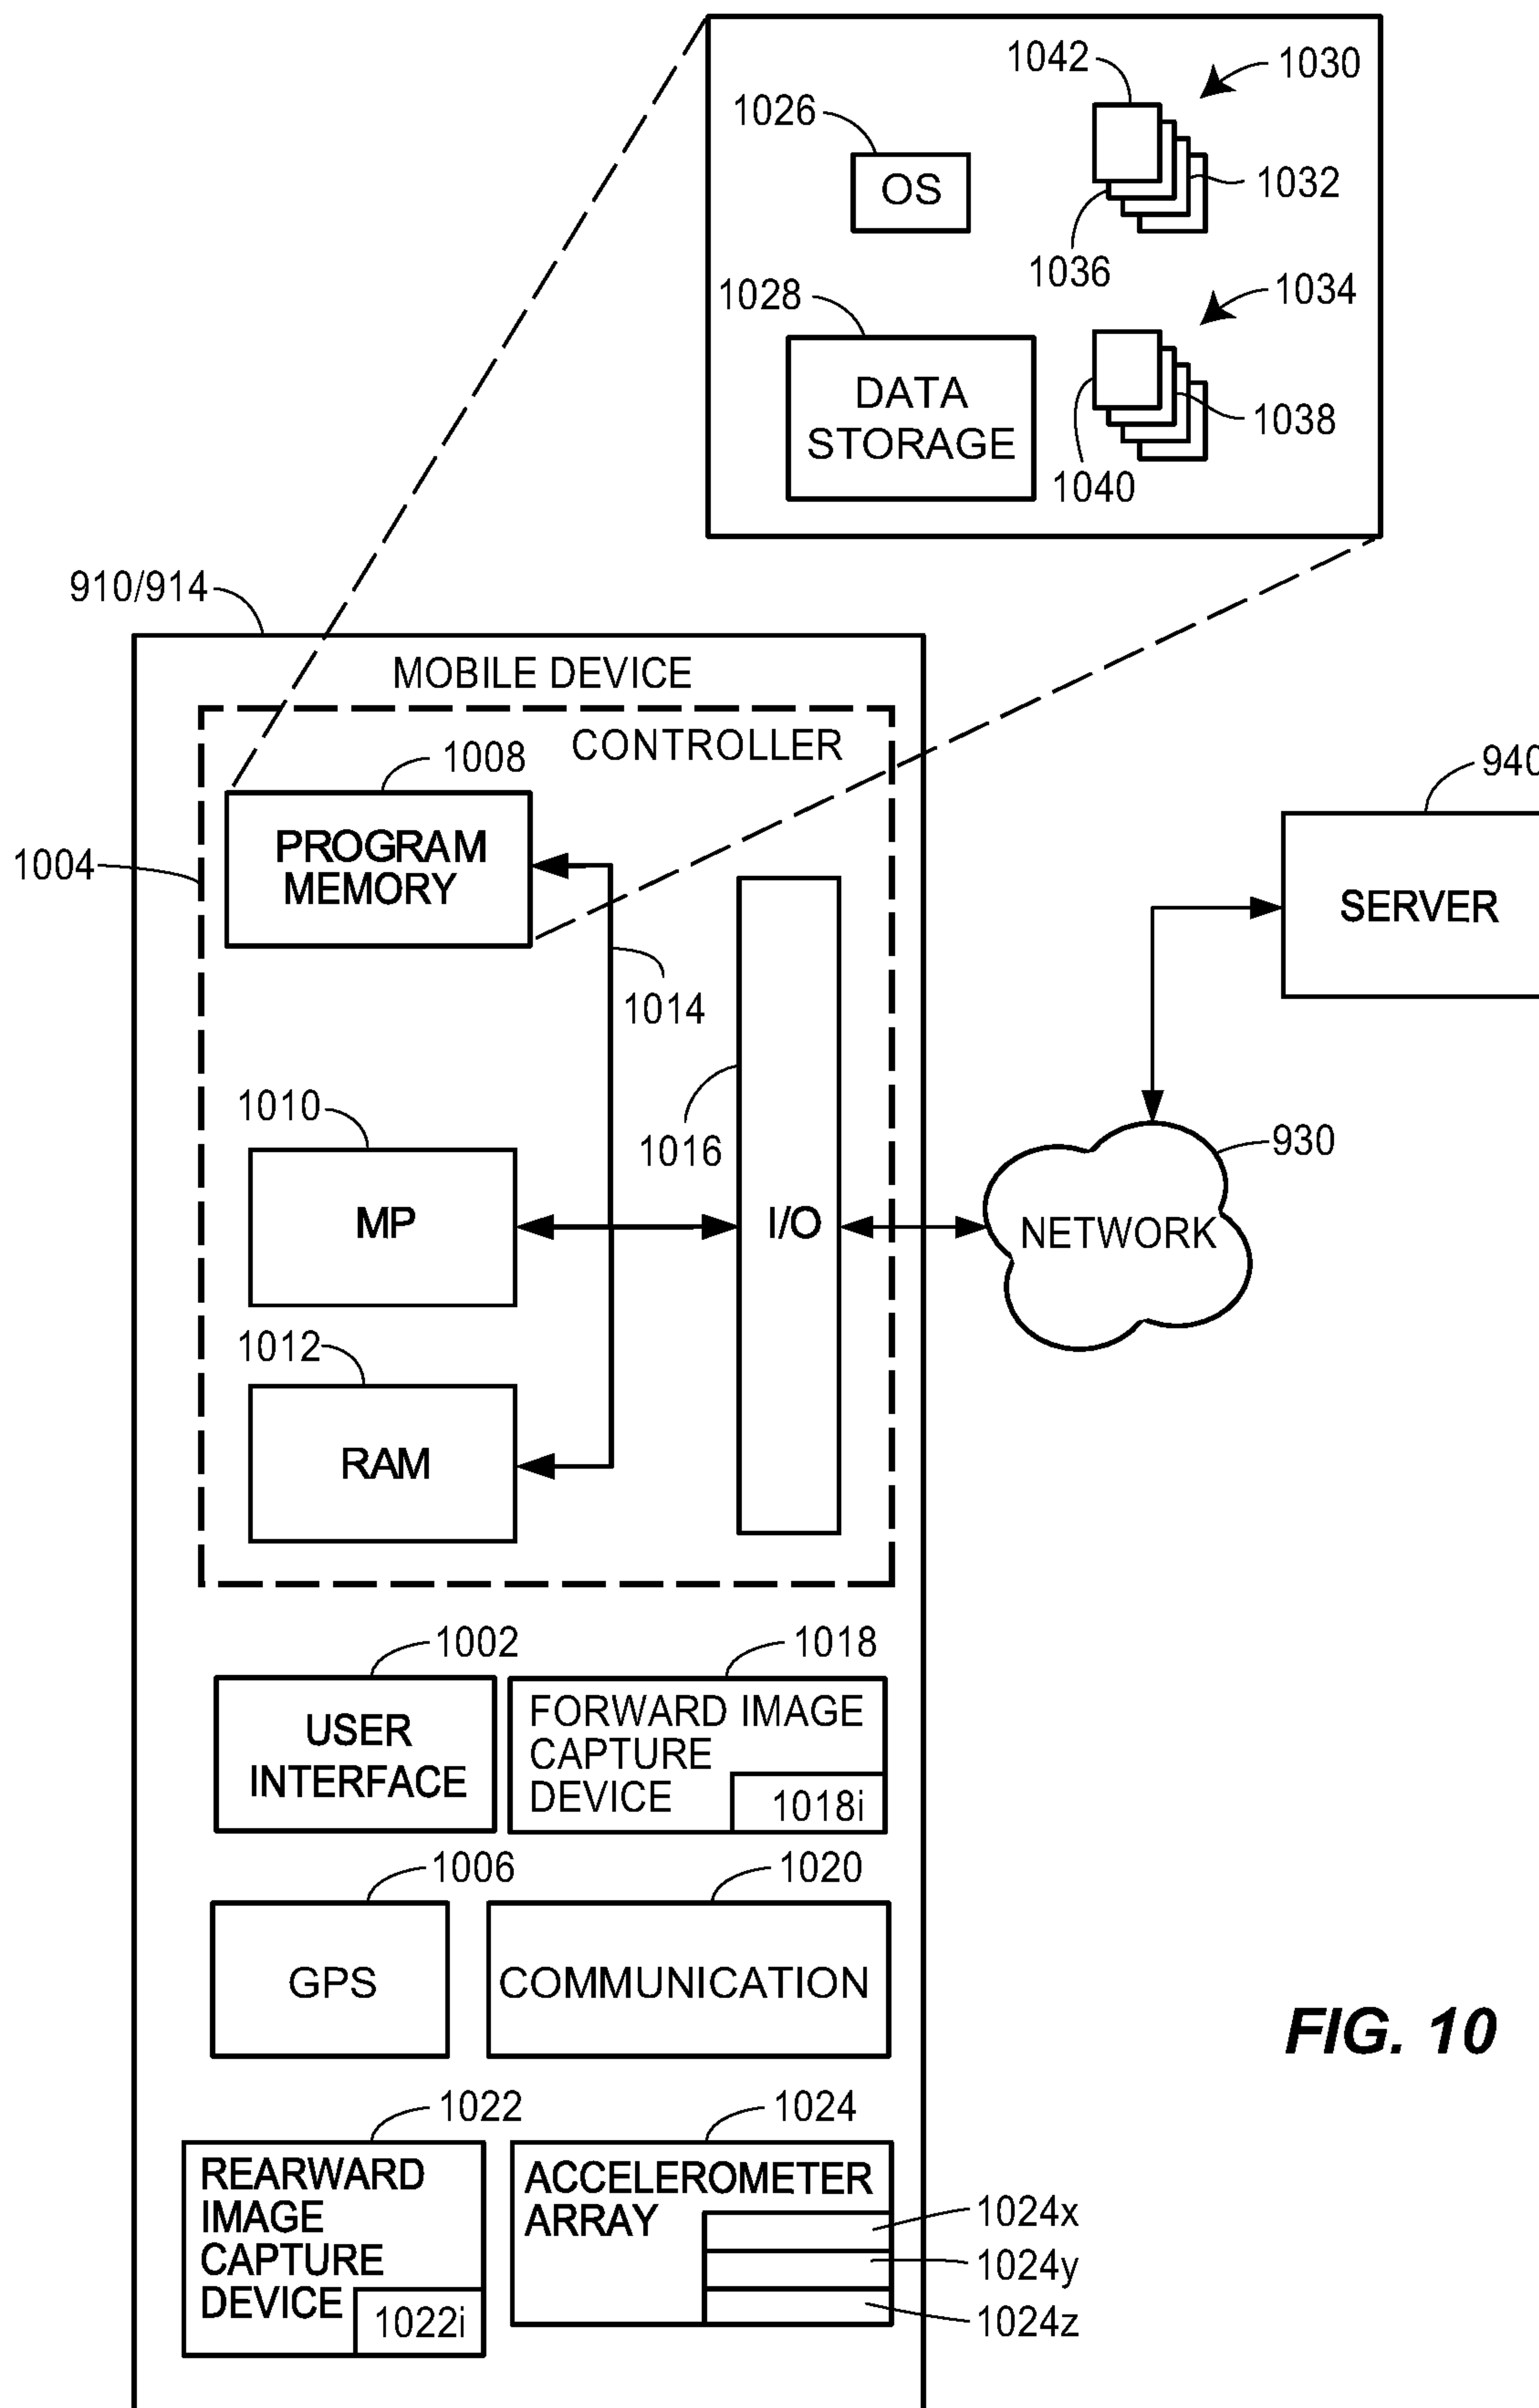 1042
1030
1026
OS
1032
1036
1028
1034
DATA
STORAGE
1038
1040
910/914
MOBILE DEVICE
CONTROLLER
1008
940
PROGRAM
MEMORY
1004
SERVER
1014
1010
1016
930
MP
I/O
NETWORK
1012
RAM
1002
1018
USER
INTERFACE
FORWARD IMAGE
CAPTURE
DEVICE
1018i
1006
1020
GPS
COMMUNICATION
FIG. 10
1022
1024
REARWARD
IMAGE
CAPTURE
DEVICE
1022i
ACCELEROMETER
ARRAY
1024x
1024y
1024z